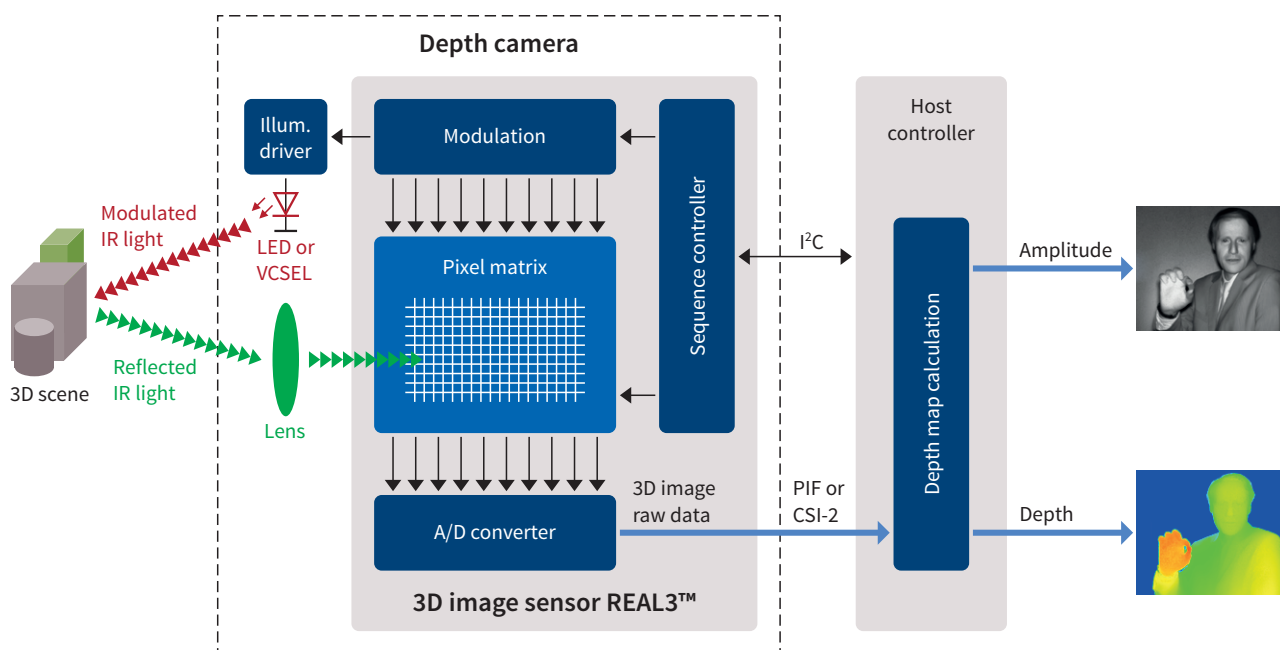 Depth camera
Illum.
driver
Modulation
Sequence controller
Host
controller
Modulated
IR light
LED or
VCSEL
Pixel matrix
I²C
Amplitude
Depth map calculation
3D scene
Reflected
IR light
Lens
A/D converter
3D image
raw data
PIF or
CSI-2
Depth
3D image sensor REAL3™